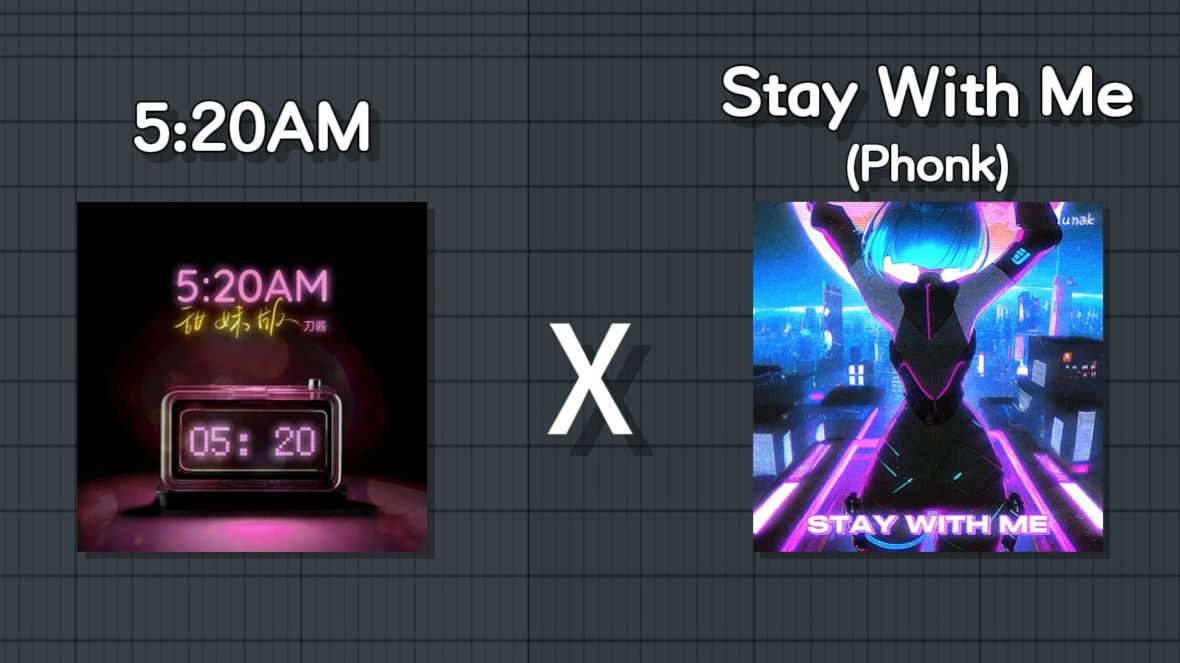 5:20AM
5:20AM
甜妹版 刀酱
05: 20
X
Stay With Me
(Phonk)
lunak
STAY WITH ME